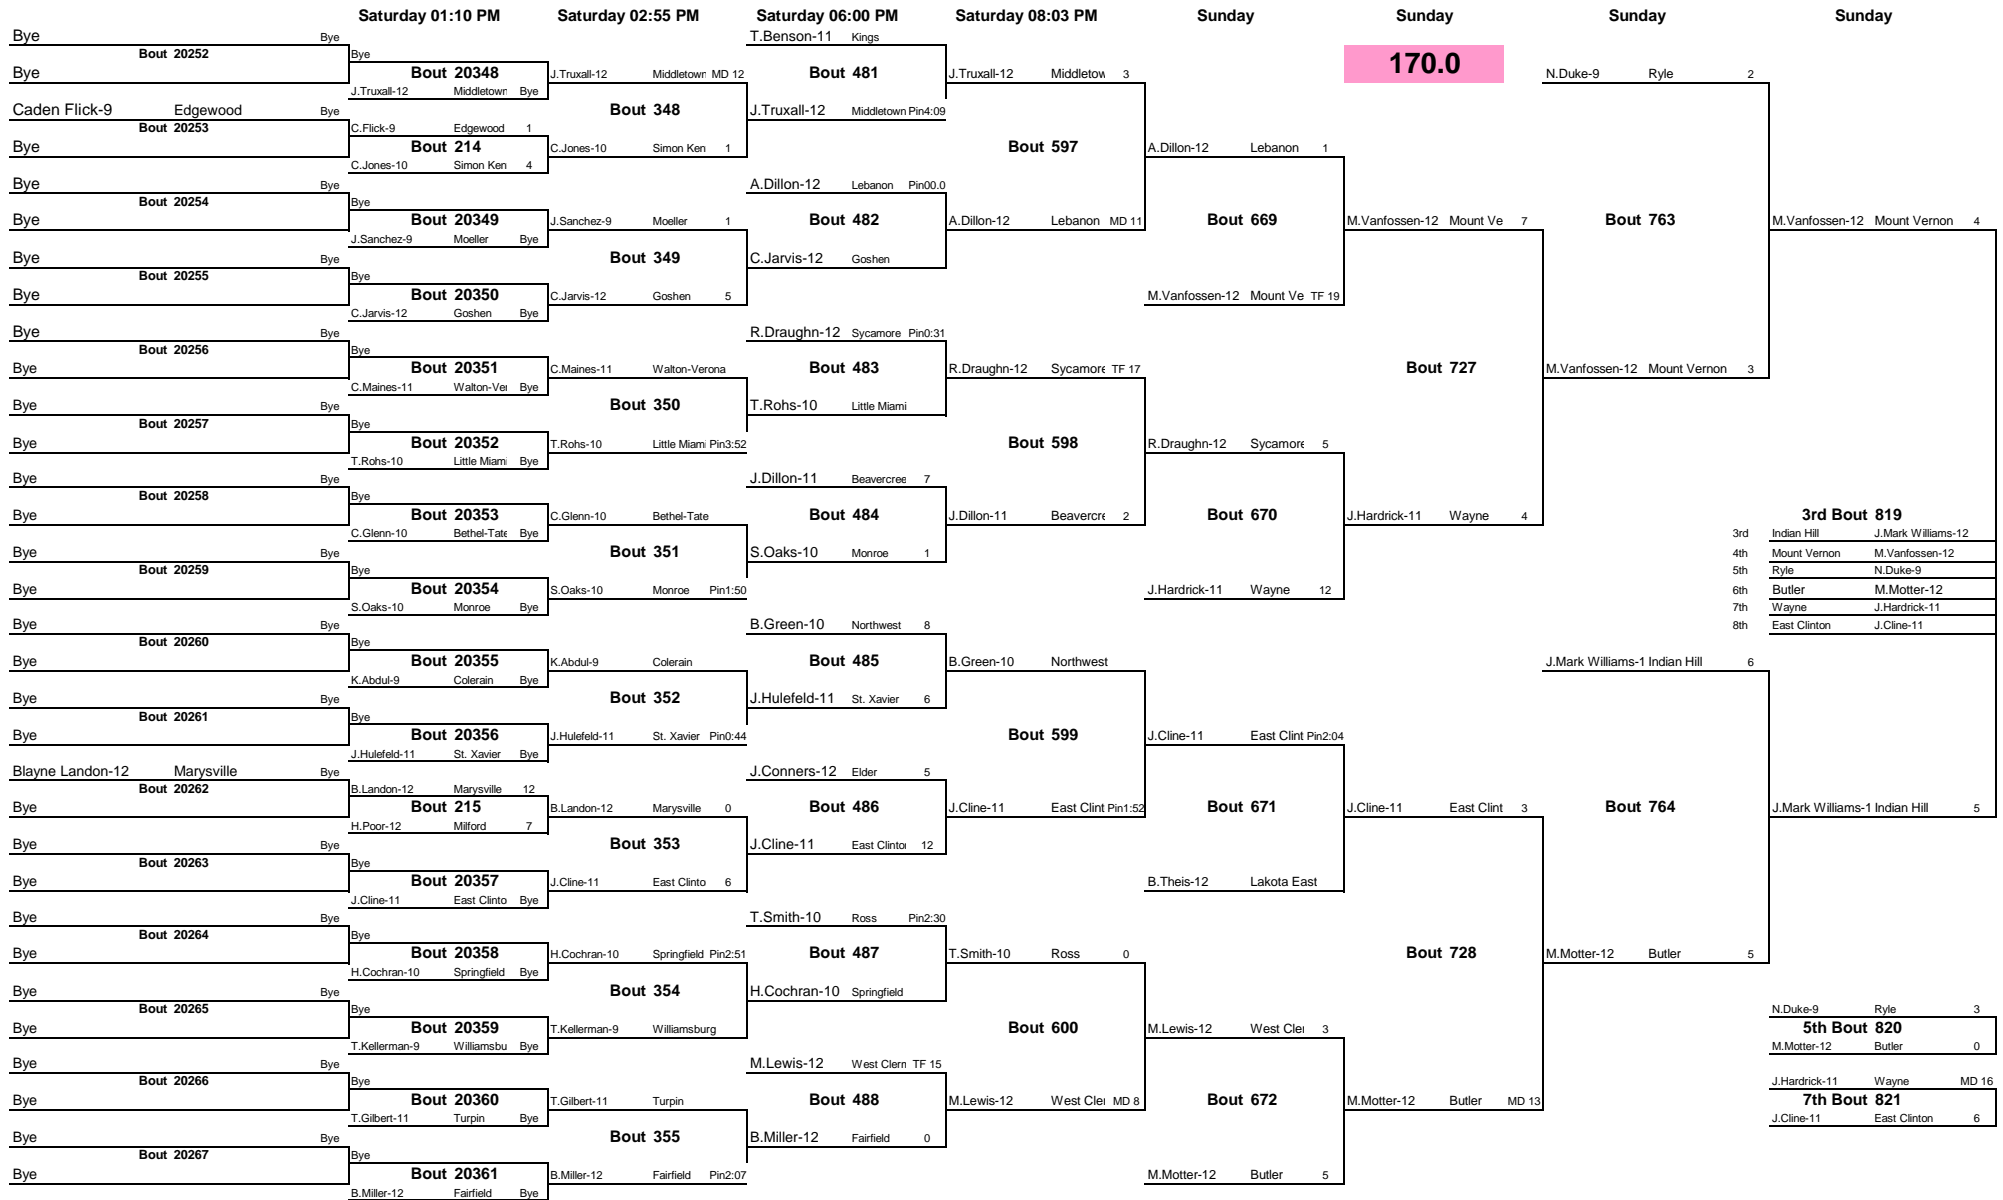 Saturday 01:10 PM Saturday 02:55 PM Saturday 06:00 PM Saturday 08:03 PM Sunday Sunday Sunday Sunday
170.0
Bye Bye
Bout 20252
Bye
Caden Flick-9 Edgewood Bye
Bout 20253
Bye
Bye Bye
Bout 20254
Bye
Bye Bye
Bout 20255
Bye
Bye Bye
Bout 20256
Bye
Bye Bye
Bout 20257
Bye
Bye Bye
Bout 20258
Bye
Bye Bye
Bout 20259
Bye
Bye Bye
Bout 20260
Bye
Bye Bye
Bout 20261
Bye
Blayne Landon-12 Marysville Bye
Bout 20262
Bye
Bye Bye
Bout 20263
Bye
Bye Bye
Bout 20264
Bye
Bye Bye
Bout 20265
Bye
Bye Bye
Bout 20266
Bye
Bye Bye
Bout 20267
Bye
Bye
Bout 20348
J.Truxall-12 Middletown Bye
C.Flick-9 Edgewood 1
Bout 214
C.Jones-10 Simon Ken 4
Bye
Bout 20349
J.Sanchez-9 Moeller Bye
Bye
Bout 20350
C.Jarvis-12 Goshen Bye
Bye
Bout 20351
C.Maines-11 Walton-Ver Bye
Bye
Bout 20352
T.Rohs-10 Little Miami Bye
Bye
Bout 20353
C.Glenn-10 Bethel-Tate Bye
Bye
Bout 20354
S.Oaks-10 Monroe Bye
Bye
Bout 20355
K.Abdul-9 Colerain Bye
Bye
Bout 20356
J.Hulefeld-11 St. Xavier Bye
B.Landon-12 Marysville 12
Bout 215
H.Poor-12 Milford 7
Bye
Bout 20357
J.Cline-11 East Clinto Bye
Bye
Bout 20358
H.Cochran-10 Springfield Bye
Bye
Bout 20359
T.Kellerman-9 Williamsbu Bye
Bye
Bout 20360
T.Gilbert-11 Turpin Bye
Bye
Bout 20361
B.Miller-12 Fairfield Bye
J.Truxall-12 Middletown MD 12
Bout 348
C.Jones-10 Simon Ken 1
J.Sanchez-9 Moeller 1
Bout 349
C.Jarvis-12 Goshen 5
C.Maines-11 Walton-Verona
Bout 350
T.Rohs-10 Little Miami Pin3:52
C.Glenn-10 Bethel-Tate
Bout 351
S.Oaks-10 Monroe Pin1:50
K.Abdul-9 Colerain
Bout 352
J.Hulefeld-11 St. Xavier Pin0:44
B.Landon-12 Marysville 0
Bout 353
J.Cline-11 East Clinto 6
H.Cochran-10 Springfield Pin2:51
Bout 354
T.Kellerman-9 Williamsburg
T.Gilbert-11 Turpin
Bout 355
B.Miller-12 Fairfield Pin2:07
T.Benson-11 Kings
Bout 481
J.Truxall-12 Middletown Pin4:09
A.Dillon-12 Lebanon Pin00.0
Bout 482
C.Jarvis-12 Goshen
R.Draughn-12 Sycamore Pin0:31
Bout 483
T.Rohs-10 Little Miami
J.Dillon-11 Beavercree 7
Bout 484
S.Oaks-10 Monroe 1
B.Green-10 Northwest 8
Bout 485
J.Hulefeld-11 St. Xavier 6
J.Conners-12 Elder 5
Bout 486
J.Cline-11 East Clinto 12
T.Smith-10 Ross Pin2:30
Bout 487
H.Cochran-10 Springfield
M.Lewis-12 West Clern TF 15
Bout 488
B.Miller-12 Fairfield 0
J.Truxall-12 Middletow 3
Bout 597
A.Dillon-12 Lebanon MD 11
R.Draughn-12 Sycamore TF 17
Bout 598
J.Dillon-11 Beavercre 2
B.Green-10 Northwest
Bout 599
J.Cline-11 East Clint Pin1:52
T.Smith-10 Ross 0
Bout 600
M.Lewis-12 West Cler MD 8
A.Dillon-12 Lebanon 1
Bout 669
M.Vanfossen-12 Mount Ve TF 19
R.Draughn-12 Sycamore 5
Bout 670
J.Hardrick-11 Wayne 12
J.Cline-11 East Clint Pin2:04
Bout 671
B.Theis-12 Lakota East
M.Lewis-12 West Cler 3
Bout 672
M.Motter-12 Butler 5
M.Vanfossen-12 Mount Ve 7
Bout 727
J.Hardrick-11 Wayne 4
J.Cline-11 East Clint 3
Bout 728
M.Motter-12 Butler MD 13
N.Duke-9 Ryle 2
Bout 763
M.Vanfossen-12 Mount Vernon 3
J.Mark Williams-1 Indian Hill 6
Bout 764
M.Motter-12 Butler 5
M.Vanfossen-12 Mount Vernon 4
3rd Bout 819
3rd Indian Hill J.Mark Williams-12
4th Mount Vernon M.Vanfossen-12
5th Ryle N.Duke-9
6th Butler M.Motter-12
7th Wayne J.Hardrick-11
8th East Clinton J.Cline-11
J.Mark Williams-1 Indian Hill 5
N.Duke-9 Ryle 3
5th Bout 820
M.Motter-12 Butler 0
J.Hardrick-11 Wayne MD 16
7th Bout 821
J.Cline-11 East Clinton 6